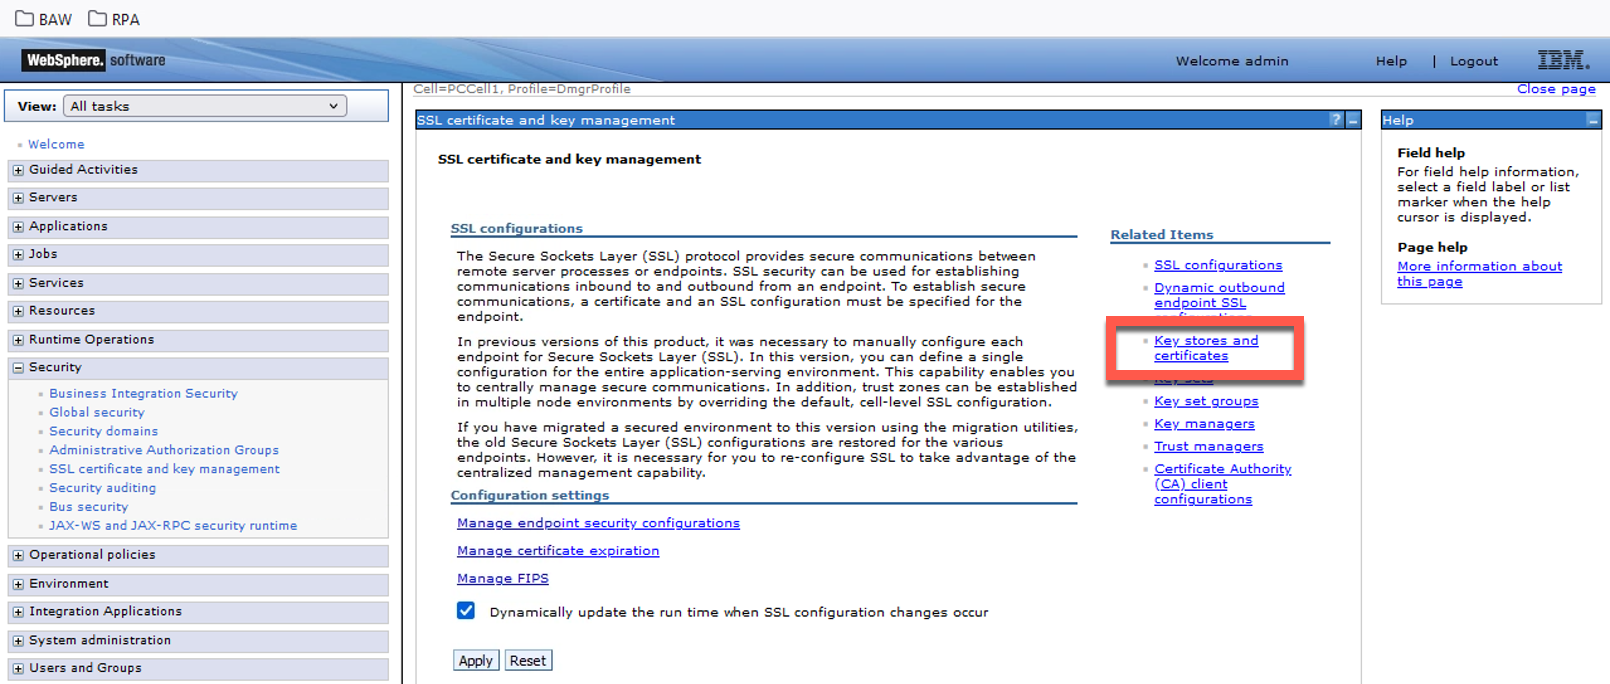 BAW RPA
WebSphere. software
Welcome admin
Help | Logout
IBM.
View: All tasks
Welcome
Guided Activities
Servers
Applications
Jobs
Services
Resources
Runtime Operations
Security
Business Integration Security
Global security
Security domains
Administrative Authorization Groups
SSL certificate and key management
Security auditing
Bus security
JAX-WS and JAX-RPC security runtime
Operational policies
Environment
Integration Applications
System administration
Users and Groups
Cell=PCCell1, Profile=DmgrProfile
Close page
SSL certificate and key management
?
SSL certificate and key management
SSL configurations
The Secure Sockets Layer (SSL) protocol provides secure communications between
remote server processes or endpoints. SSL security can be used for establishing
communications inbound to and outbound from an endpoint. To establish secure
communications, a certificate and an SSL configuration must be specified for the
endpoint.
In previous versions of this product, it was necessary to manually configure each
endpoint for Secure Sockets Layer (SSL). In this version, you can define a single
configuration for the entire application-serving environment. This capability enables you
to centrally manage secure communications. In addition, trust zones can be established
in multiple node environments by overriding the default, cell-level SSL configuration.
If you have migrated a secured environment to this version using the migration utilities,
the old Secure Sockets Layer (SSL) configurations are restored for the various
endpoints. However, it is necessary for you to re-configure SSL to take advantage of the
centralized management capability.
Configuration settings
Manage endpoint security configurations
Manage certificate expiration
Manage FIPS
Dynamically update the run time when SSL configuration changes occur
Apply Reset
Related Items
SSL configurations
Dynamic outbound
endpoint SSL
configurations
Key stores and
certificates
Key sets
Key set groups
Key managers
Trust managers
Certificate Authority
(CA) client
configurations
Help
Field help
For field help information,
select a field label or list
marker when the help
cursor is displayed.
Page help
More information about
this page